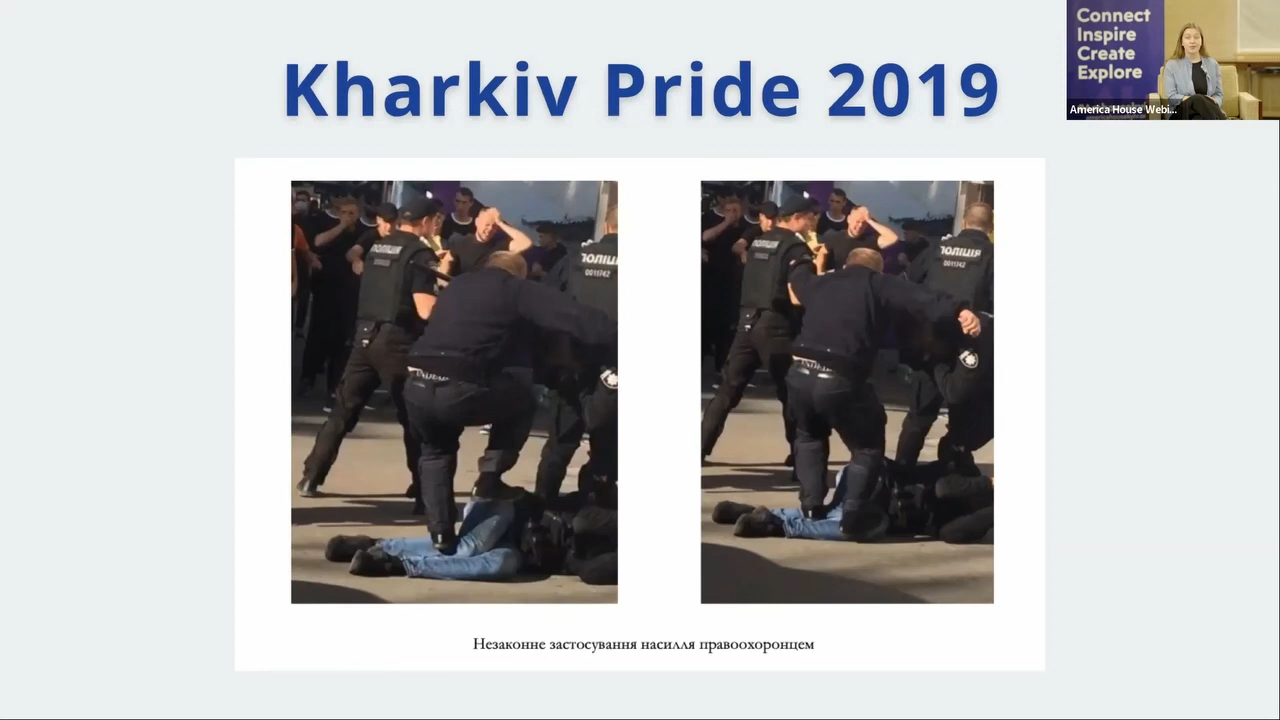 Kharkiv Pride 2019
Connect
Inspire
Create
Explore
America House Webi...
ПОЛІЦІЯ
ПОЛІЦІЯ
0011742
ПОЛІЦІЯ
ПОЛІЦІЯ
0011742
Незаконне застосування насилля правоохоронцем